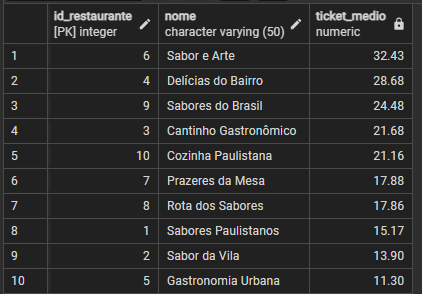 id_restaurante nome ticket_medio
[PK] integer character varying (50) numeric
1 6 Sabor e Arte 32.43
2 4 Delícias do Bairro 28.68
3 9 Sabores do Brasil 24.48
4 3 Cantinho Gastronômico 21.68
5 10 Cozinha Paulistana 21.16
6 7 Prazeres da Mesa 17.88
7 8 Rota dos Sabores 17.86
8 1 Sabores Paulistanos 15.17
9 2 Sabor da Vila 13.90
10 5 Gastronomia Urbana 11.30